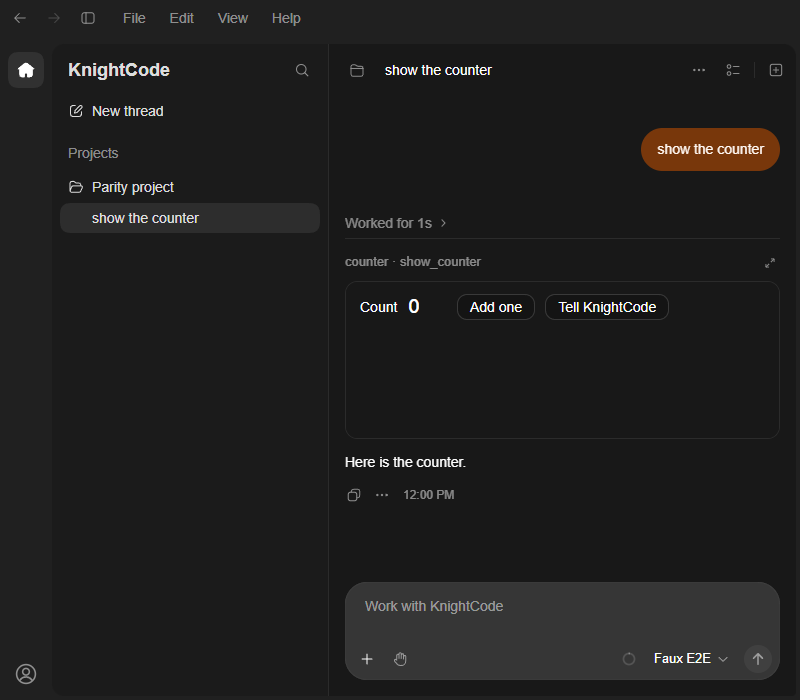 File Edit View Help
KnightCode
New thread
Projects
Parity project
show the counter
show the counter
show the counter
Worked for 1s
counter · show_counter
Count 0 Add one Tell KnightCode
Here is the counter.
12:00 PM
Work with KnightCode
Faux E2E